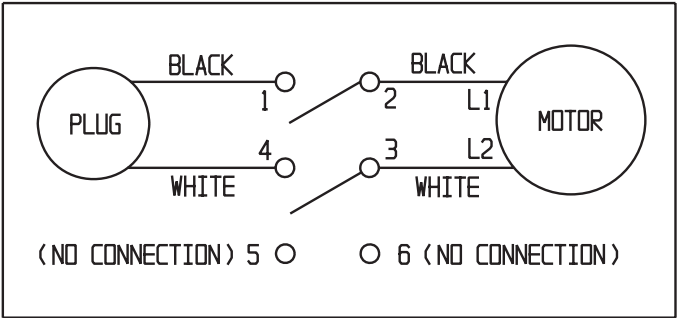 BLACK BLACK
1 2 L1
PLUG MOTOR
4 3 L2
WHITE WHITE
(NO CONNECTION) 5 6 (NO CONNECTION)